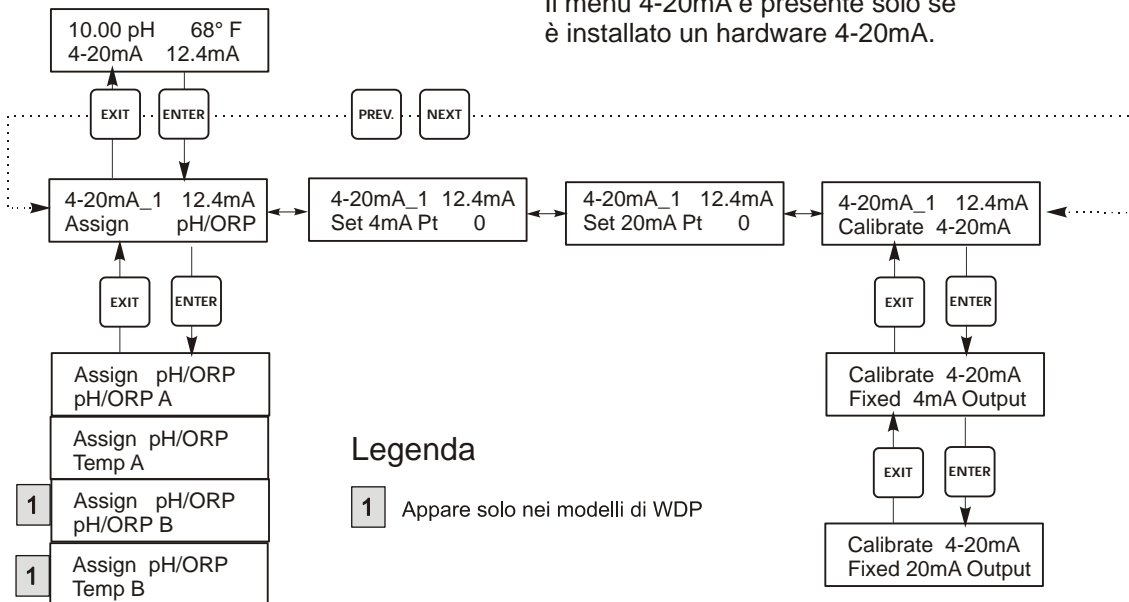 Il menu 4-20mA è presente solo se
è installato un hardware 4-20mA.
10.00 pH 68° F
4-20mA 12.4mA
EXIT
ENTER
PREV.
NEXT
4-20mA_1 12.4mA
Assign pH/ORP
4-20mA_1 12.4mA
Set 4mA Pt 0
4-20mA_1 12.4mA
Set 20mA Pt 0
4-20mA_1 12.4mA
Calibrate 4-20mA
EXIT
ENTER
EXIT
ENTER
Assign pH/ORP
pH/ORP A
Assign pH/ORP
Temp A
1
Assign pH/ORP
pH/ORP B
1
Assign pH/ORP
Temp B
Legenda
1 Appare solo nei modelli di WDP
Calibrate 4-20mA
Fixed 4mA Output
EXIT
ENTER
Calibrate 4-20mA
Fixed 20mA Output